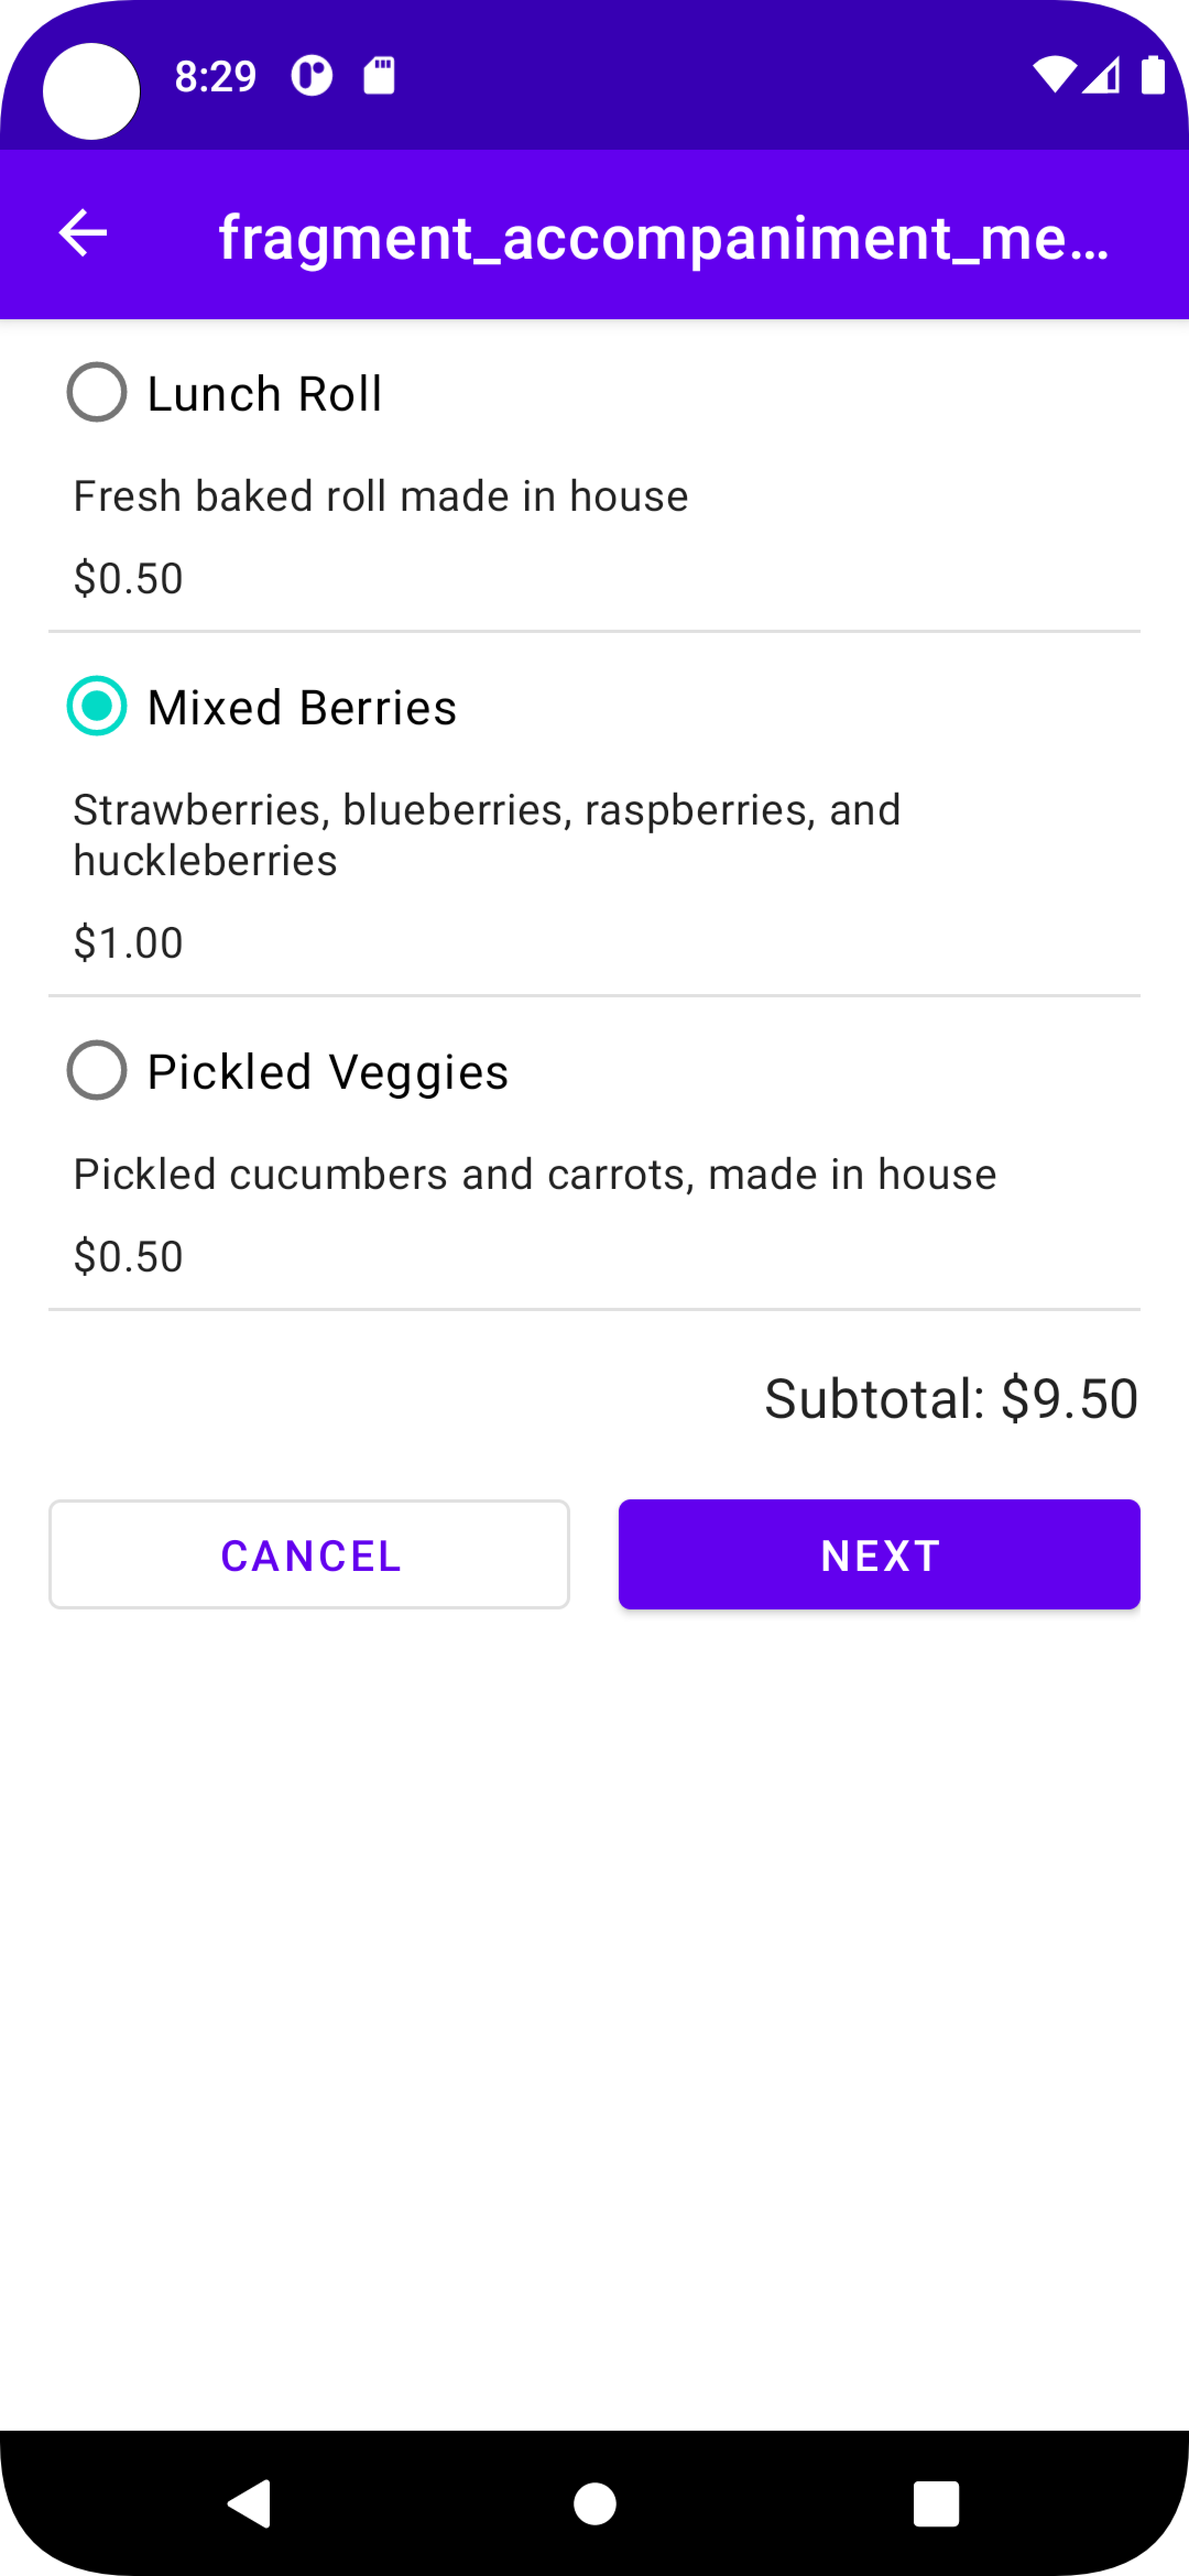 8:29
fragment_accompaniment_me...
Lunch Roll
Fresh baked roll made in house
$0.50
Mixed Berries
Strawberries, blueberries, raspberries, and
huckleberries
$1.00
Pickled Veggies
Pickled cucumbers and carrots, made in house
$0.50
Subtotal: $9.50
CANCEL
NEXT